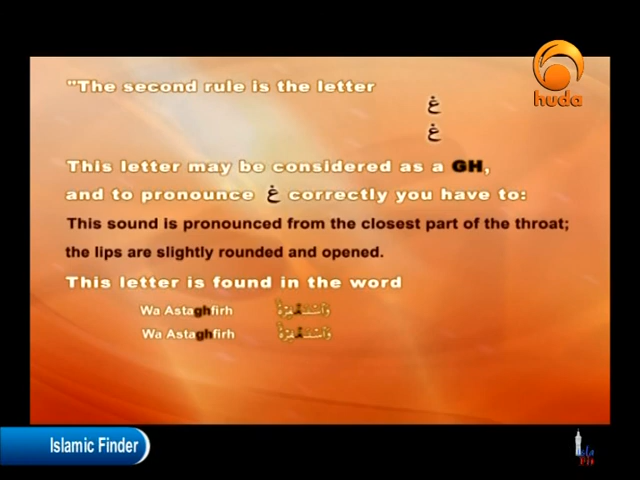 "The second rule is the letter
غ
غ
This letter may be considered as a GH,
and to pronounce غ correctly you have to:
This sound is pronounced from the closest part of the throat;
the lips are slightly rounded and opened.
This letter is found in the word
Wa Astaghfirh وَاسْتَغْفِرْهُ
Wa Astaghfirh وَاسْتَغْفِرْهُ
huda
Islamic Finder